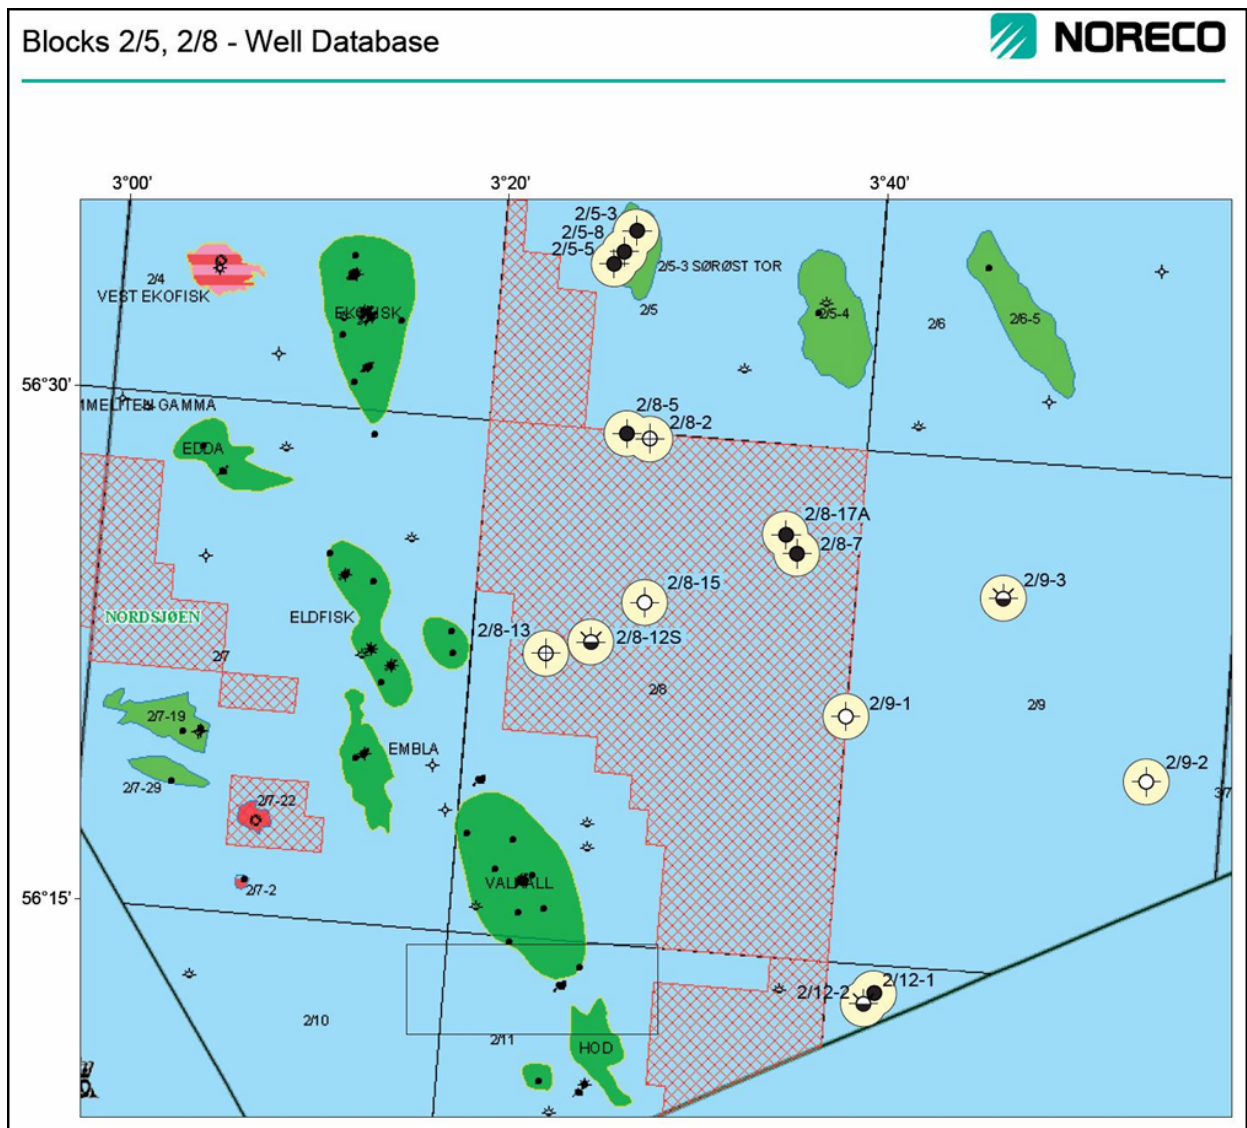 Blocks 2/5, 2/8 - Well Database
NORECO
3°00'
3°20'
3°40'
2/5-3
2/5-8
2/5-5
2/5-3 SØRØST TOR
2/4
VEST EKOFISK
EKOFISK
2/5
2/5-4
2/6
2/6-5
56°30'
MMELITEN GAMMA
2/8-5
2/8-2
EDDA
2/8-17A
2/8-7
2/8-15
2/9-3
NORDSJØEN
ELDFISK
2/8-13
2/8-12S
2/7
2/8
2/9-1
2/9
2/7-19
EMBLA
2/9-2
2/7-29
2/7-22
37
VALHALL
2/7-2
56°15'
2/12-2
2/12-1
2/10
2/11
HOD